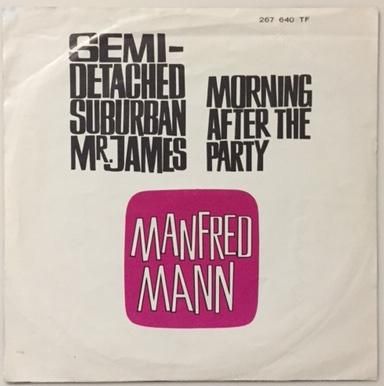 267 640 TF
SEMI-
DETACHED
SUBURBAN
MR. JAMES
MORNING
AFTER THE
PARTY
MANFRED
MANN